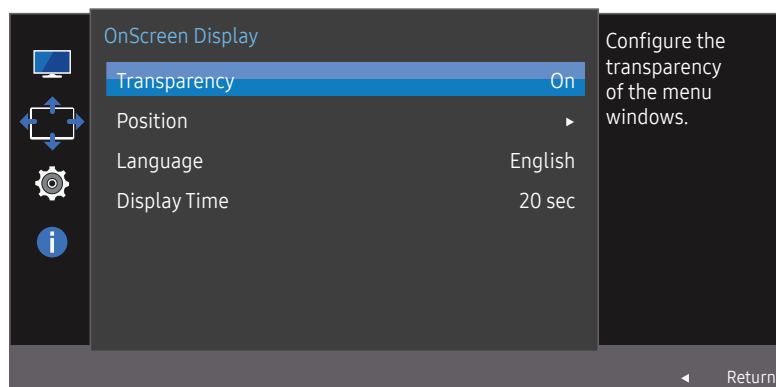 OnScreen Display
Transparency On
Position ▸
Language English
Display Time 20 sec
Configure the
transparency
of the menu
windows.
◂ Return